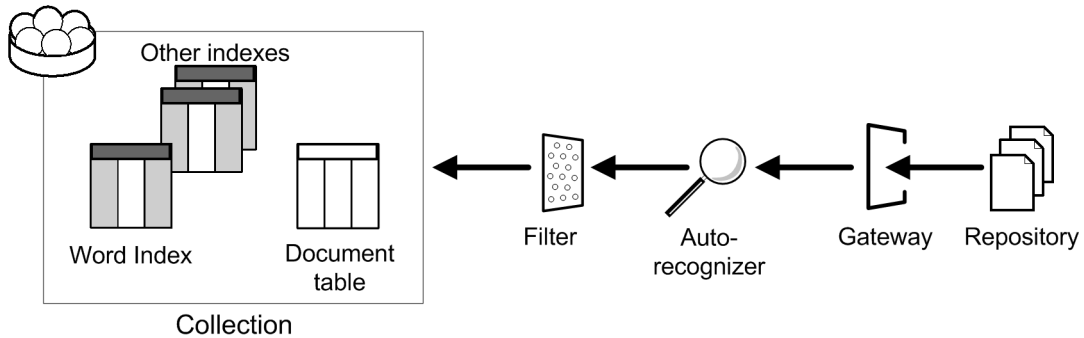 Other indexes
Word Index
Document
table
Collection
Filter
Auto-
recognizer
Gateway
Repository